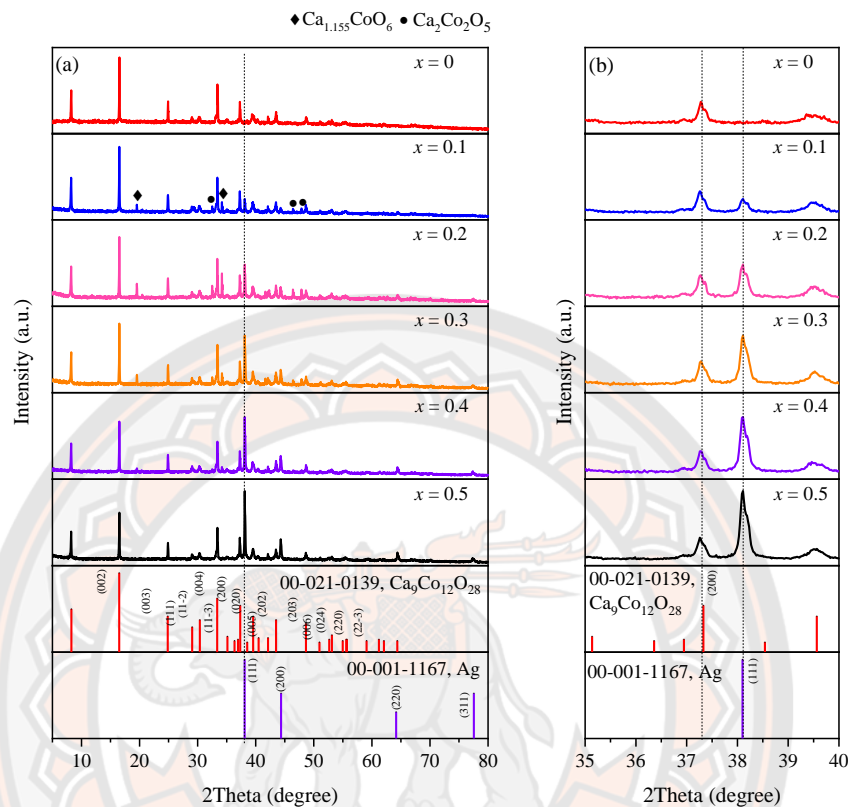 ♦Ca1.155CoO6 ●Ca2Co2O5
(a)
x = 0
x = 0.1
x = 0.2
x = 0.3
x = 0.4
x = 0.5
00-021-0139, Ca9Co12O28
(002)
(003)
(111)
(11-2)
(004)
(11-3)
(200)
(020)
(005)
(202)
(203)
(006)
(024)
(220)
(22-3)
00-001-1167, Ag
(111)
(200)
(220)
(311)
10 20 30 40 50 60 70 80
2Theta (degree)
Intensity (a.u.)
(b)
x = 0
x = 0.1
x = 0.2
x = 0.3
x = 0.4
x = 0.5
00-021-0139,
Ca9Co12O28
(200)
00-001-1167, Ag
(111)
35 36 37 38 39 40
2Theta (degree)
Intensity (a.u.)